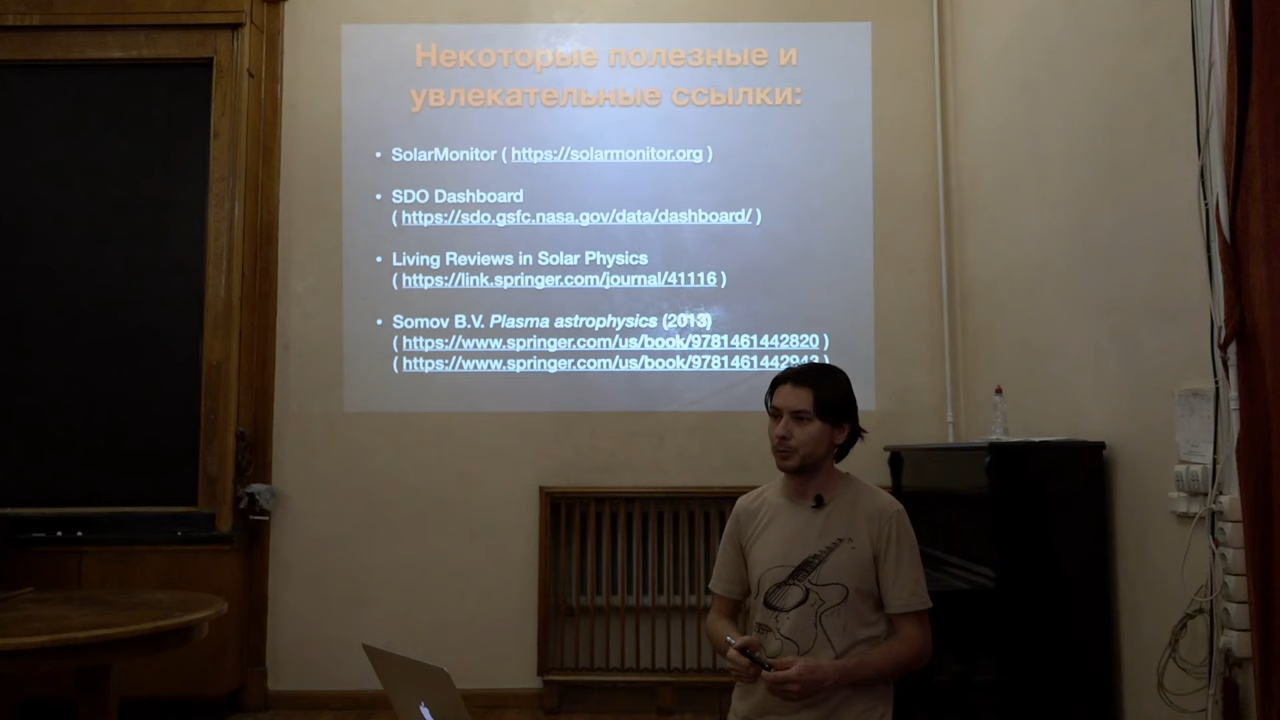 Некоторые полезные и
увлекательные ссылки:
• SolarMonitor ( https://solarmonitor.org )
• SDO Dashboard
( https://sdo.gsfc.nasa.gov/data/dashboard/ )
• Living Reviews in Solar Physics
( https://link.springer.com/journal/41116 )
• Somov B.V. Plasma astrophysics (2013)
( https://www.springer.com/us/book/9781461442820 )
( https://www.springer.com/us/book/9781461442943 )